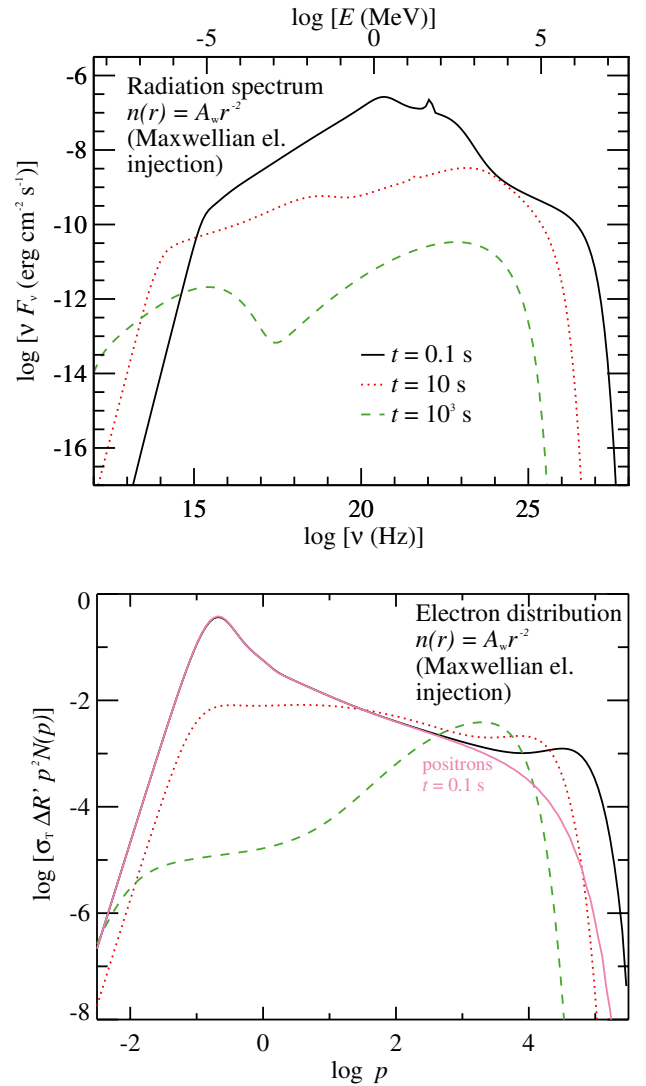 log [E (MeV)]
-5 0 5
Radiation spectrum
n(r) = A_w r^-2
(Maxwellian el.
injection)
-6
-8
-10
-12
-14
-16
log [ν F_ν (erg cm^-2 s^-1)]
t = 0.1 s
t = 10 s
t = 10^3 s
15 20 25
log [ν (Hz)]
0
-2
-4
-6
-8
log [σ_T ΔR' p^2 N(p)]
Electron distribution
n(r) = A_w r^-2
(Maxwellian el.
injection)
positrons
t = 0.1 s
-2 0 2 4
log p